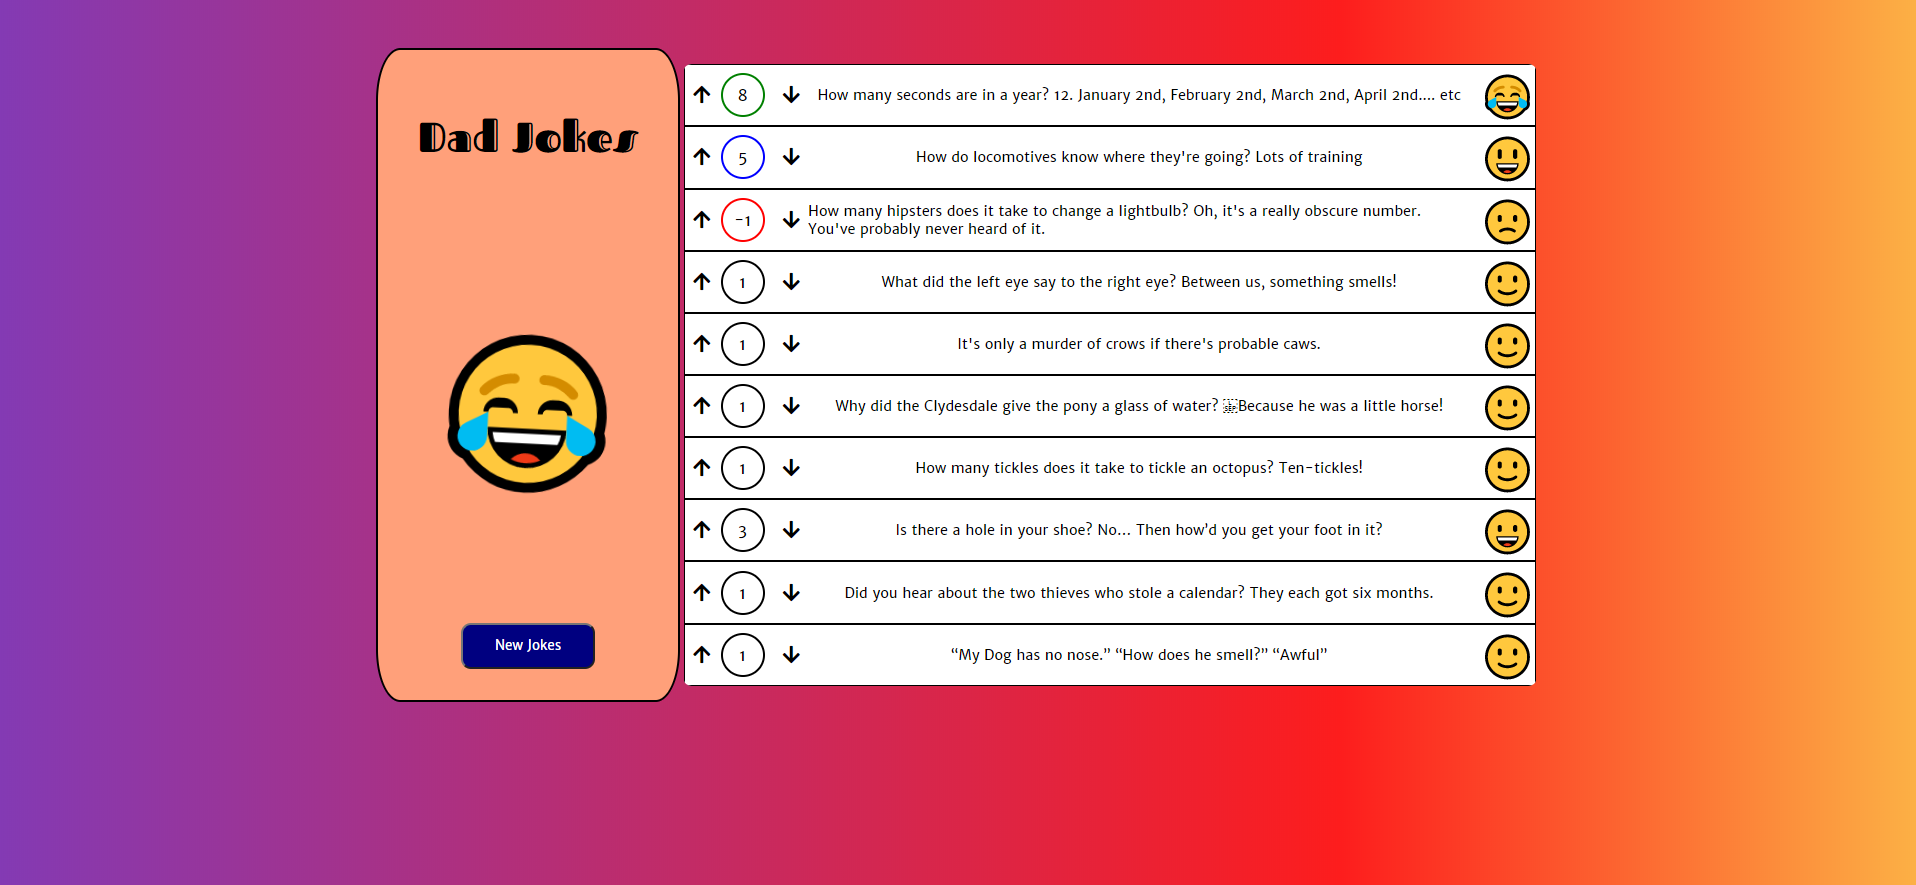 Dad Jokes
New Jokes
8 How many seconds are in a year? 12. January 2nd, February 2nd, March 2nd, April 2nd.... etc
5 How do locomotives know where they're going? Lots of training
-1 How many hipsters does it take to change a lightbulb? Oh, it's a really obscure number.
You've probably never heard of it.
1 What did the left eye say to the right eye? Between us, something smells!
1 It's only a murder of crows if there's probable caws.
1 Why did the Clydesdale give the pony a glass of water? Because he was a little horse!
1 How many tickles does it take to tickle an octopus? Ten-tickles!
3 Is there a hole in your shoe? No… Then how’d you get your foot in it?
1 Did you hear about the two thieves who stole a calendar? They each got six months.
1 “My Dog has no nose.” “How does he smell?” “Awful”